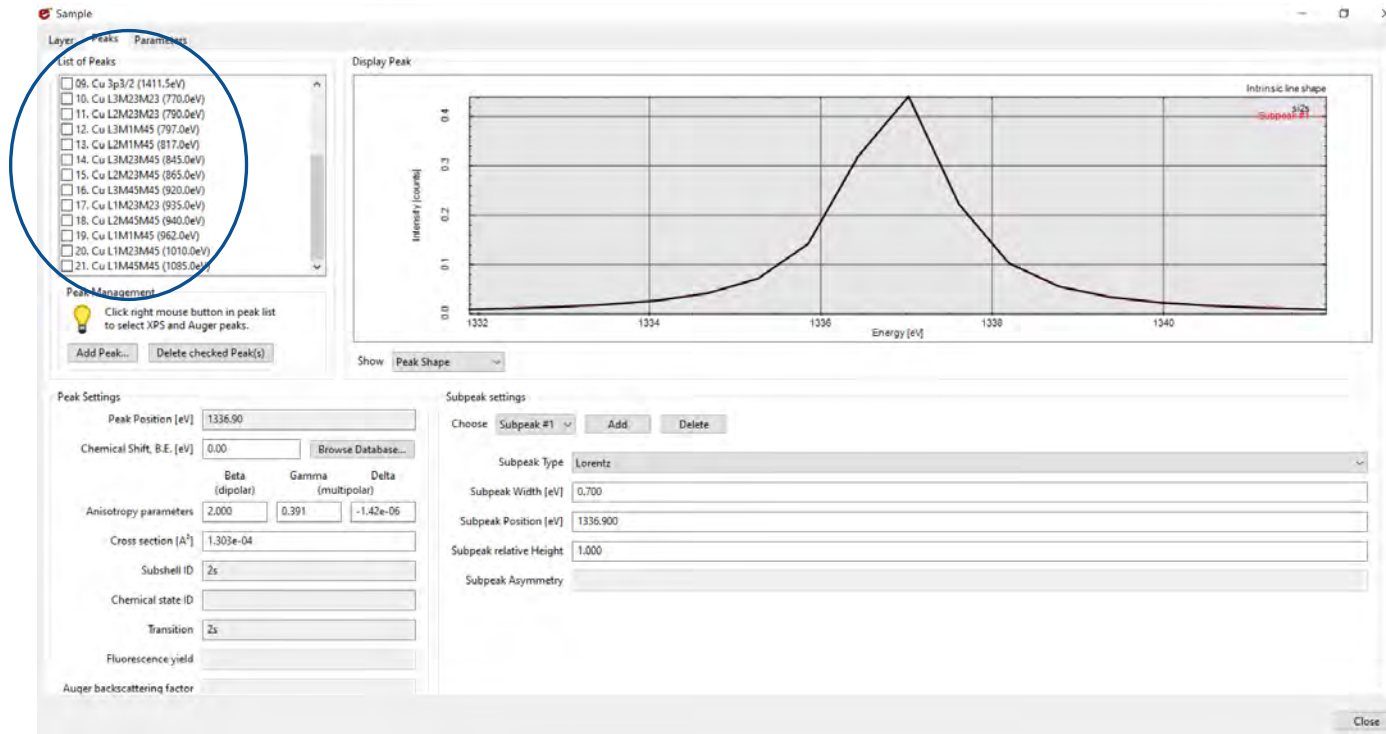 Sample
Layer Peaks Parameters
List of Peaks
09. Cu 3p3/2 (1411.5eV)
10. Cu L3M23M23 (770.0eV)
11. Cu L2M23M23 (790.0eV)
12. Cu L3M1M45 (797.0eV)
13. Cu L2M1M45 (817.0eV)
14. Cu L3M23M45 (845.0eV)
15. Cu L2M23M45 (865.0eV)
16. Cu L3M45M45 (920.0eV)
17. Cu L1M23M23 (935.0eV)
18. Cu L2M45M45 (940.0eV)
19. Cu L1M1M45 (962.0eV)
20. Cu L1M23M45 (1010.0eV)
21. Cu L1M45M45 (1085.0eV)
Peak Management
Click right mouse button in peak list
to select XPS and Auger peaks.
Add Peak... Delete checked Peak(s)
Display Peak
Intrinsic line shape
si2s
Subpeak #1
Intensity [counts]
0.4
0.3
0.2
0.1
0.0
1332 1334 1336 1338 1340
Energy [eV]
Show Peak Shape
Peak Settings
Peak Position [eV] 1336.90
Chemical Shift, B.E. [eV] 0.00 Browse Database...
Beta Gamma Delta
(dipolar) (multipolar)
Anisotropy parameters 2.000 0.391 -1.42e-06
Cross section [A²] 1.303e-04
Subshell ID 2s
Chemical state ID
Transition 2s
Fluorescence yield
Auger backscattering factor
Subpeak settings
Choose Subpeak #1 Add Delete
Subpeak Type Lorentz
Subpeak Width [eV] 0.700
Subpeak Position [eV] 1336.900
Subpeak relative Height 1.000
Subpeak Asymmetry
Close